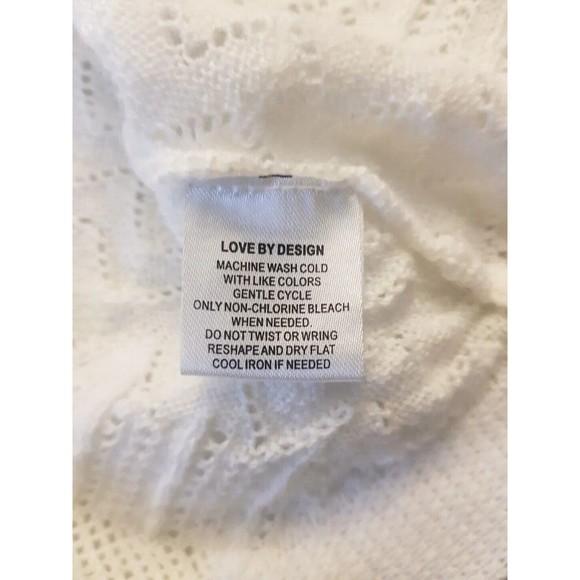 LOVE BY DESIGN
MACHINE WASH COLD
WITH LIKE COLORS
GENTLE CYCLE
ONLY NON-CHLORINE BLEACH
WHEN NEEDED.
DO NOT TWIST OR WRING
RESHAPE AND DRY FLAT
COOL IRON IF NEEDED